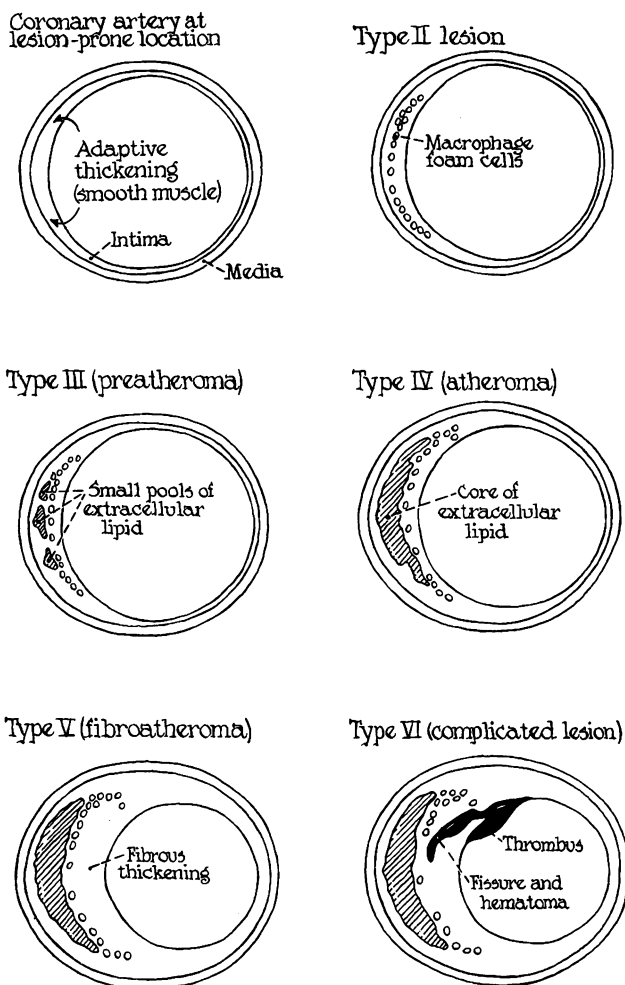 Coronary artery at
lesion-prone location
Adaptive
thickening
(smooth muscle)
Intima
Media
Type II lesion
Macrophage
foam cells
Type III (preatheroma)
Small pools of
extracellular
lipid
Type IV (atheroma)
Core of
extracellular
lipid
Type V (fibroatheroma)
Fibrous
thickening
Type VI (complicated lesion)
Thrombus
Fissure and
hematoma